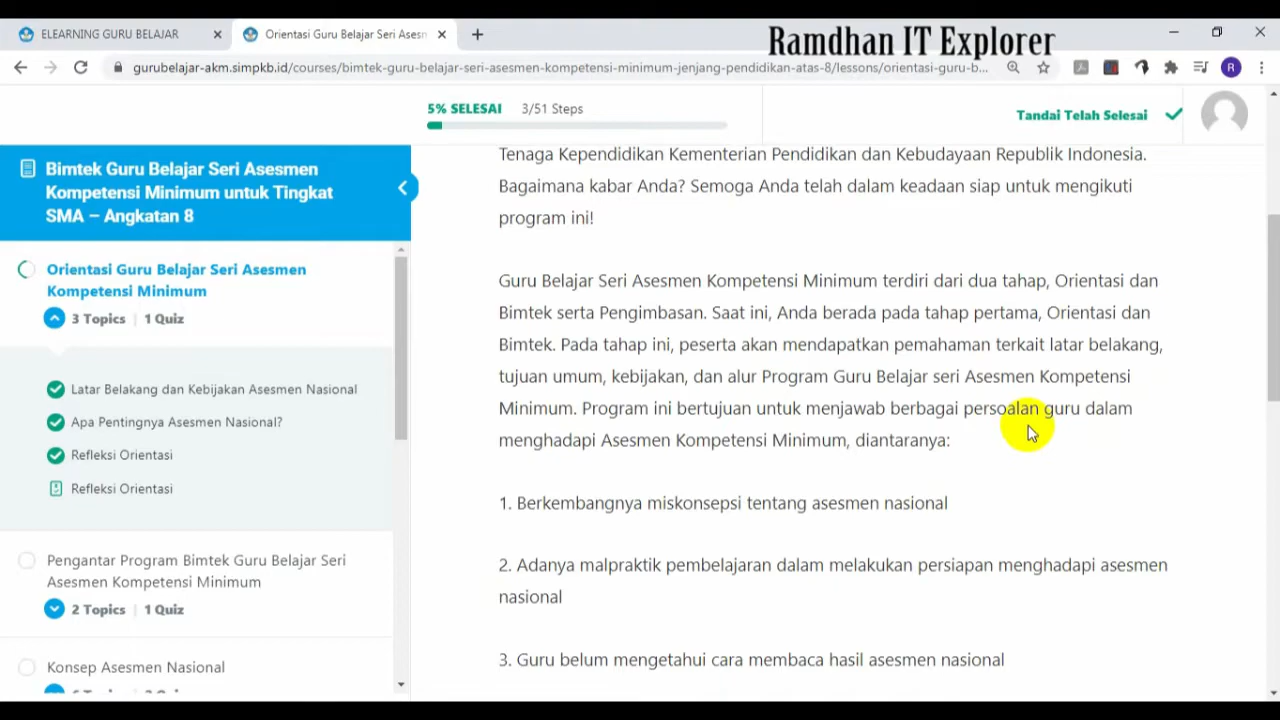 ELEARNING GURU BELAJAR
Orientasi Guru Belajar Seri Asesn
Ramdhan IT Explorer
gurubelajar-akm.simpkb.id/courses/bimtek-guru-belajar-seri-asesmen-kompetensi-minimum-jenjang-pendidikan-atas-8/lessons/orientasi-guru-b...
R
5% SELESAI
3/51 Steps
Tandai Telah Selesai
Bimtek Guru Belajar Seri Asesmen
Kompetensi Minimum untuk Tingkat
SMA – Angkatan 8
Orientasi Guru Belajar Seri Asesmen
Kompetensi Minimum
3 Topics | 1 Quiz
Latar Belakang dan Kebijakan Asesmen Nasional
Apa Pentingnya Asesmen Nasional?
Refleksi Orientasi
Refleksi Orientasi
Pengantar Program Bimtek Guru Belajar Seri
Asesmen Kompetensi Minimum
2 Topics | 1 Quiz
Konsep Asesmen Nasional
Tenaga Kependidikan Kementerian Pendidikan dan Kebudayaan Republik Indonesia.
Bagaimana kabar Anda? Semoga Anda telah dalam keadaan siap untuk mengikuti
program ini!
Guru Belajar Seri Asesmen Kompetensi Minimum terdiri dari dua tahap, Orientasi dan
Bimtek serta Pengimbasan. Saat ini, Anda berada pada tahap pertama, Orientasi dan
Bimtek. Pada tahap ini, peserta akan mendapatkan pemahaman terkait latar belakang,
tujuan umum, kebijakan, dan alur Program Guru Belajar seri Asesmen Kompetensi
Minimum. Program ini bertujuan untuk menjawab berbagai persoalan guru dalam
menghadapi Asesmen Kompetensi Minimum, diantaranya:
1. Berkembangnya miskonsepsi tentang asesmen nasional
2. Adanya malpraktik pembelajaran dalam melakukan persiapan menghadapi asesmen
nasional
3. Guru belum mengetahui cara membaca hasil asesmen nasional